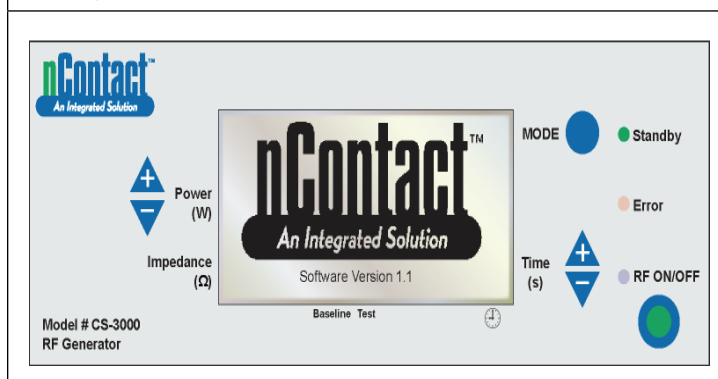 nContact™
An Integrated Solution
nContact™
An Integrated Solution
Software Version 1.1
Power
(W)
Impedance
(Ω)
MODE
Standby
Error
Time
(s)
RF ON/OFF
Baseline Test
Model # CS-3000
RF Generator